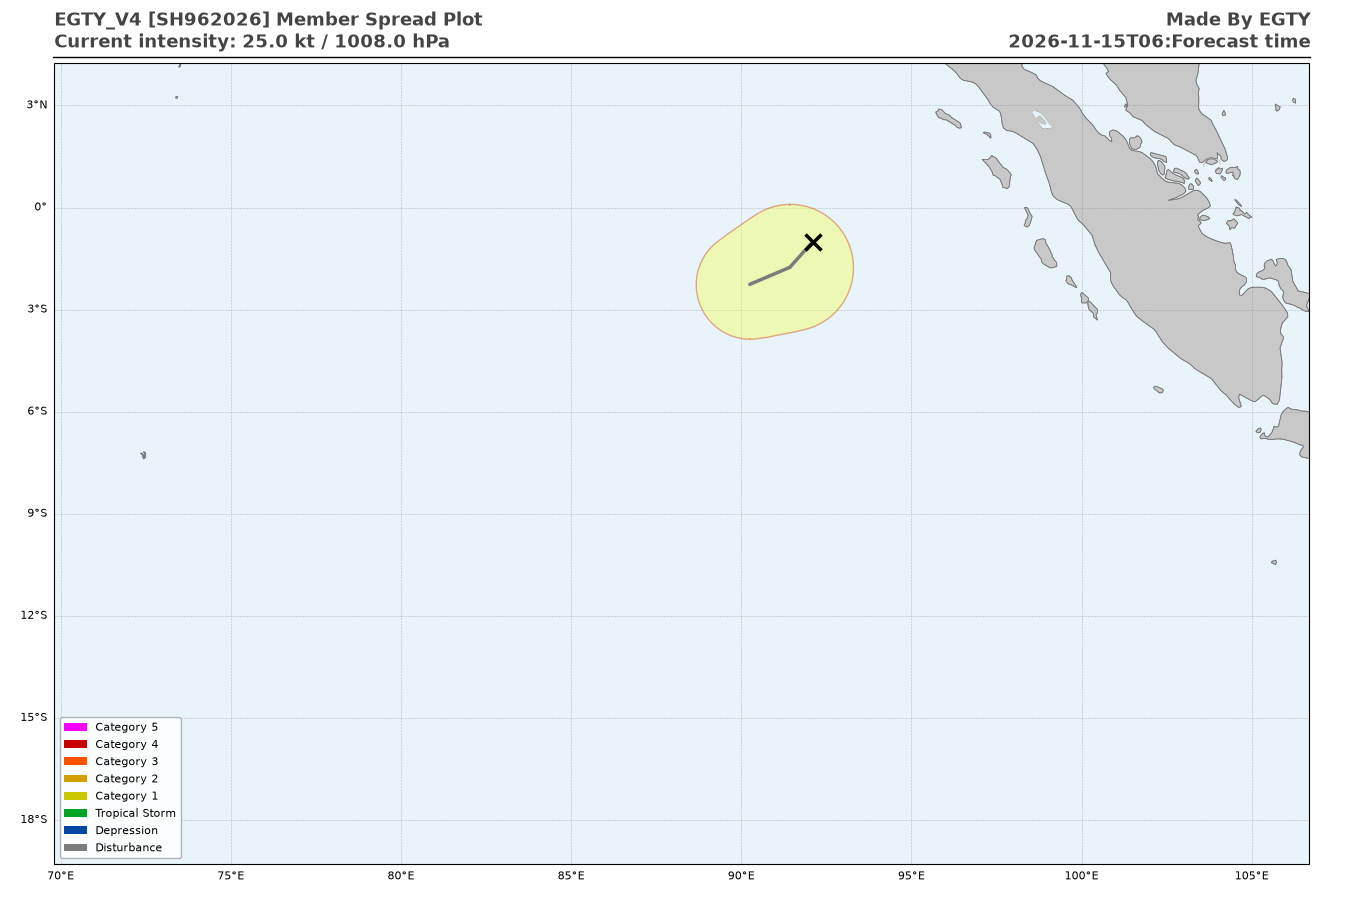 EGTY_V4 [SH962026] Member Spread Plot
Made By EGTY
Current intensity: 25.0 kt / 1008.0 hPa
2026-11-15T06:Forecast time
3°N
0°
3°S
6°S
9°S
12°S
15°S
18°S
Category 5
Category 4
Category 3
Category 2
Category 1
Tropical Storm
Depression
Disturbance
70°E
75°E
80°E
85°E
90°E
95°E
100°E
105°E